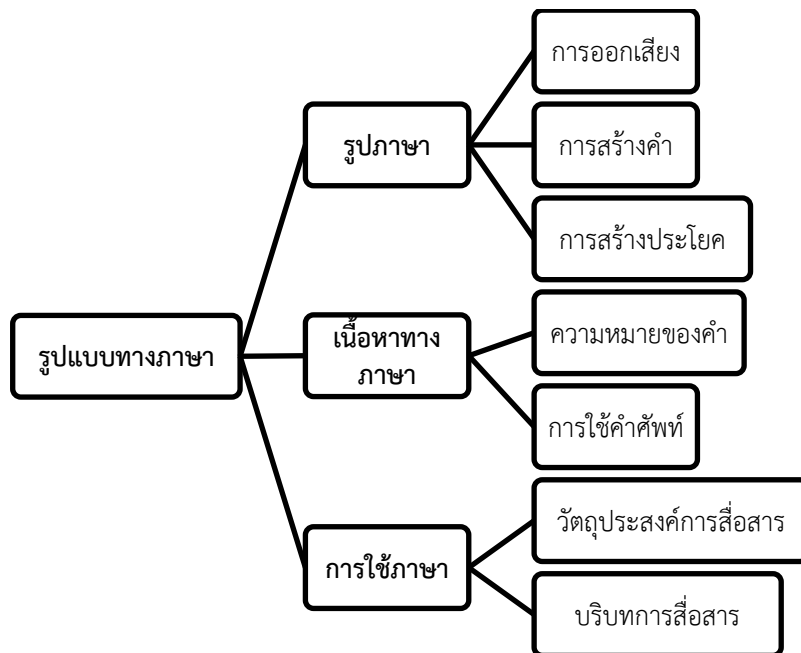 รูปแบบทางภาษา
รูปภาษา
การออกเสียง
การสร้างคำ
การสร้างประโยค
เนื้อหาทาง
ภาษา
ความหมายของคำ
การใช้คำศัพท์
การใช้ภาษา
วัตถุประสงค์การสื่อสาร
บริบทการสื่อสาร